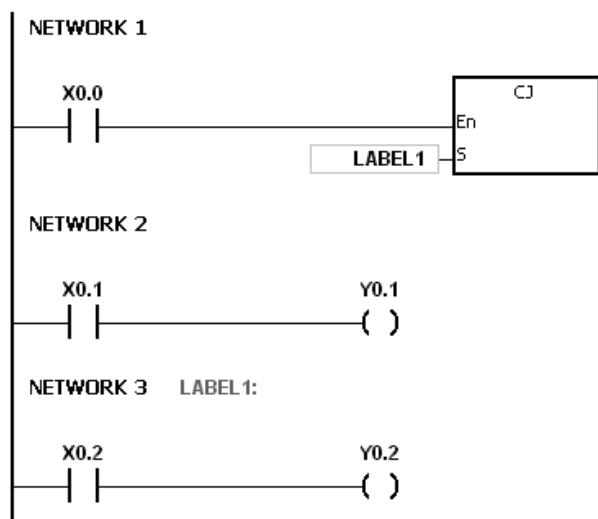 NETWORK 1
X0.0
CJ
En
LABEL1
S
NETWORK 2
X0.1
Y0.1
NETWORK 3 LABEL1:
X0.2
Y0.2